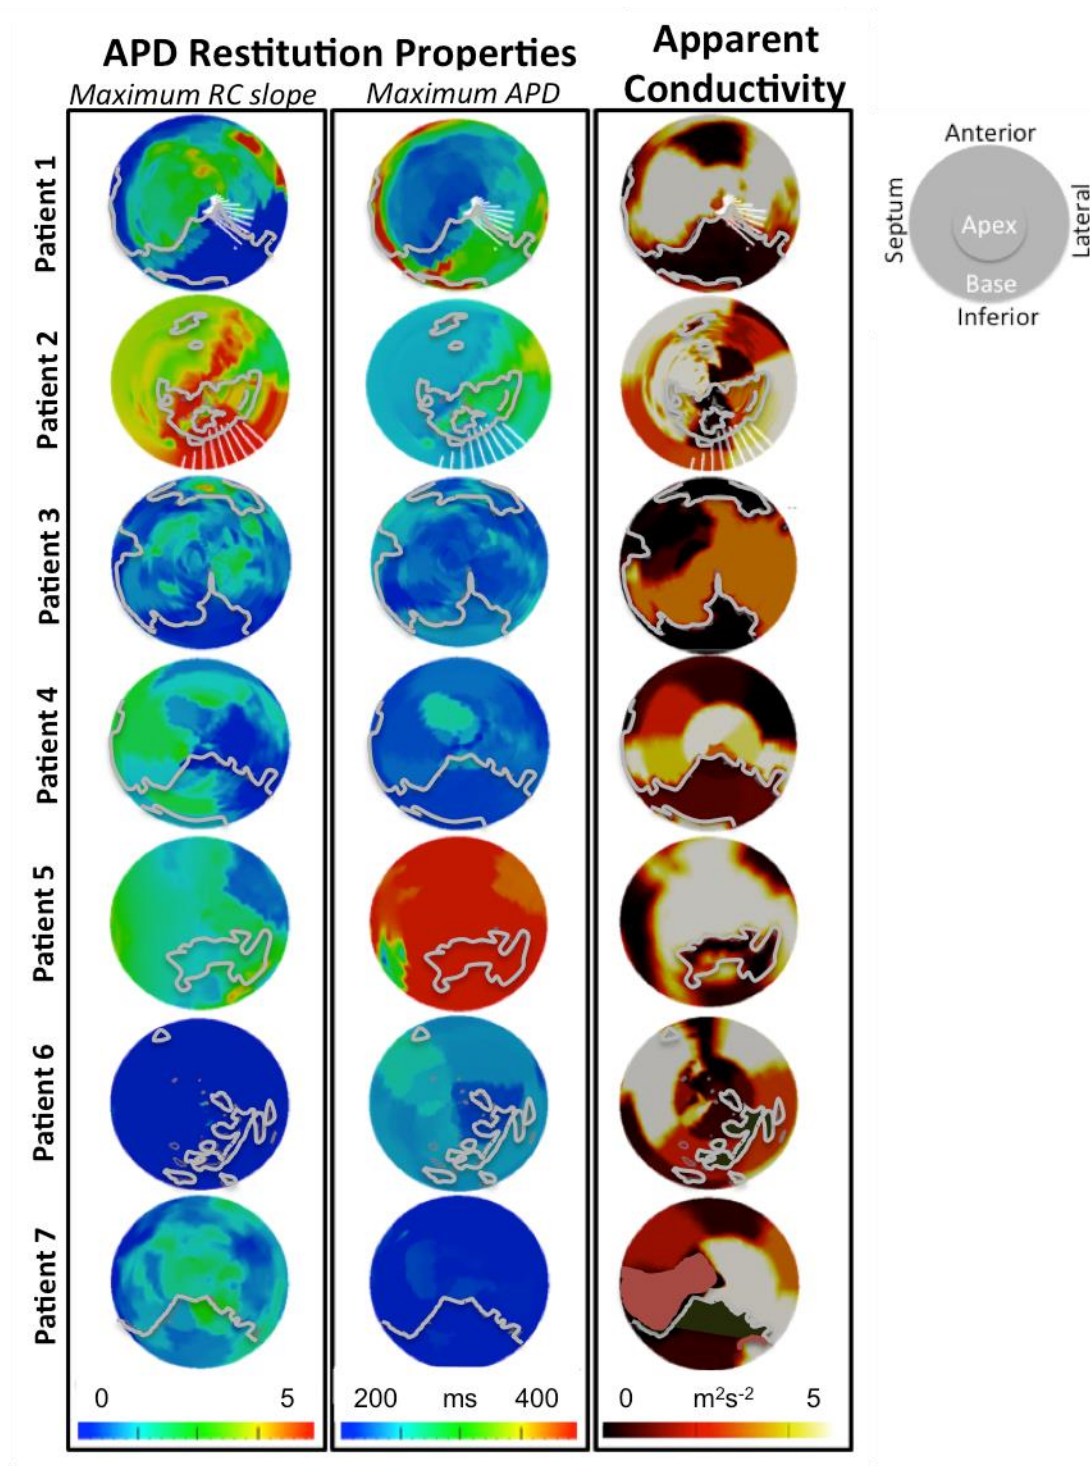 APD Restitution Properties
Apparent
Conductivity
Maximum RC slope
Maximum APD
Patient 1
Patient 2
Patient 3
Patient 4
Patient 5
Patient 6
Patient 7
Anterior
Septum
Apex
Lateral
Base
Inferior
0 5
200 ms 400
0 m²s⁻² 5